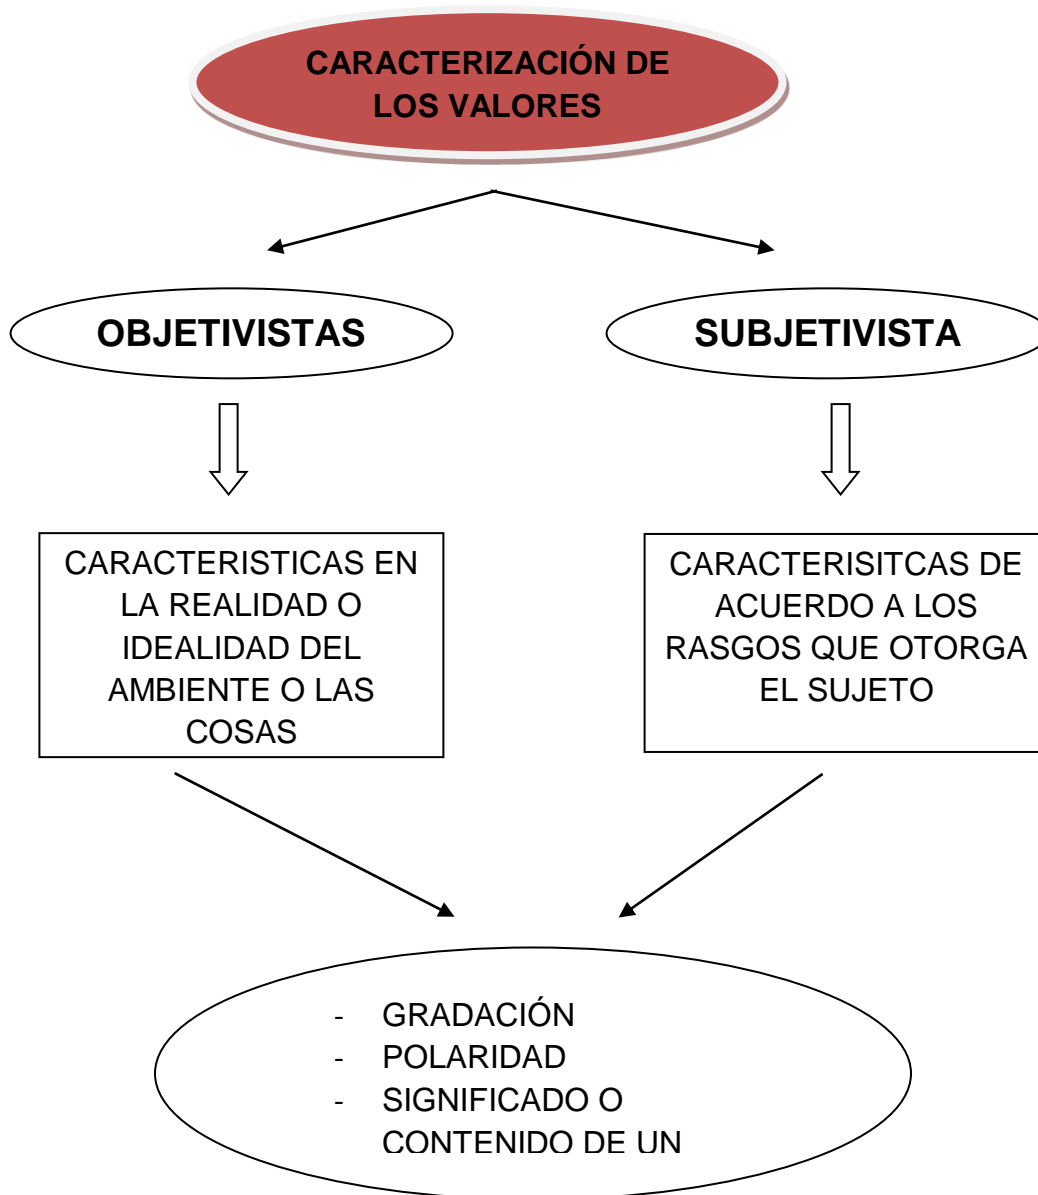 CARACTERIZACIÓN DE
LOS VALORES
OBJETIVISTAS
SUBJETIVISTA
CARACTERISTICAS EN
LA REALIDAD O
IDEALIDAD DEL
AMBIENTE O LAS
COSAS
CARACTERISITCAS DE
ACUERDO A LOS
RASGOS QUE OTORGA
EL SUJETO
- GRADACIÓN
- POLARIDAD
- SIGNIFICADO O
CONTENIDO DE UN